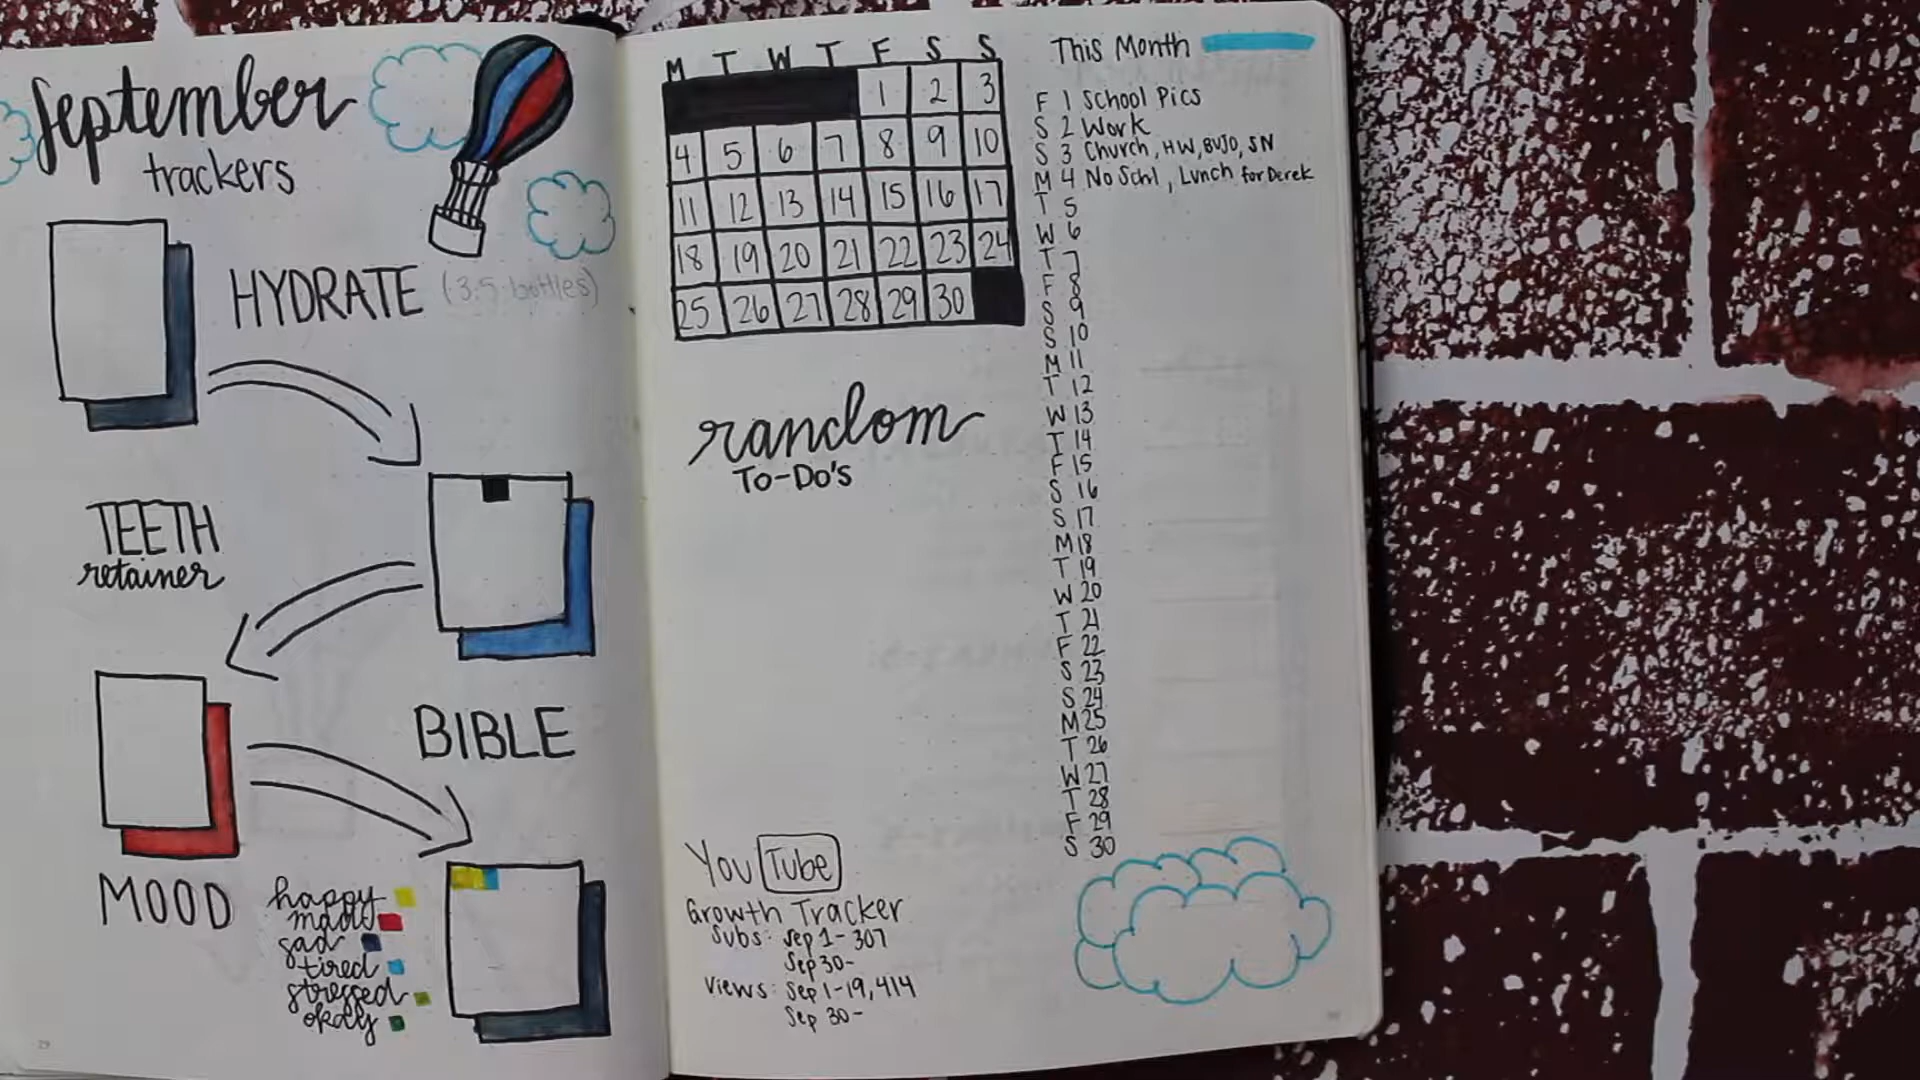 September
trackers
HYDRATE (3.5 bottles)
TEETH
retainer
BIBLE
MOOD
happy
mad
sad
tired
stressed
okay
29
M T W T F S S
1 2 3
4 5 6 7 8 9 10
11 12 13 14 15 16 17
18 19 20 21 22 23 24
25 26 27 28 29 30
random
To-Do's
YouTube
Growth Tracker
Subs: Sep 1- 307
Sep 30-
Views: Sep 1-19,414
Sep 30-
This Month
F 1 School Pics
S 2 Work
S 3 Church, HW, BUJO, SN
M 4 No Schl, Lunch for Derek
T 5
W 6
T 7
F 8
S 9
S 10
M 11
T 12
W 13
T 14
F 15
S 16
S 17
M 18
T 19
W 20
T 21
F 22
S 23
S 24
M 25
T 26
W 27
T 28
F 29
S 30